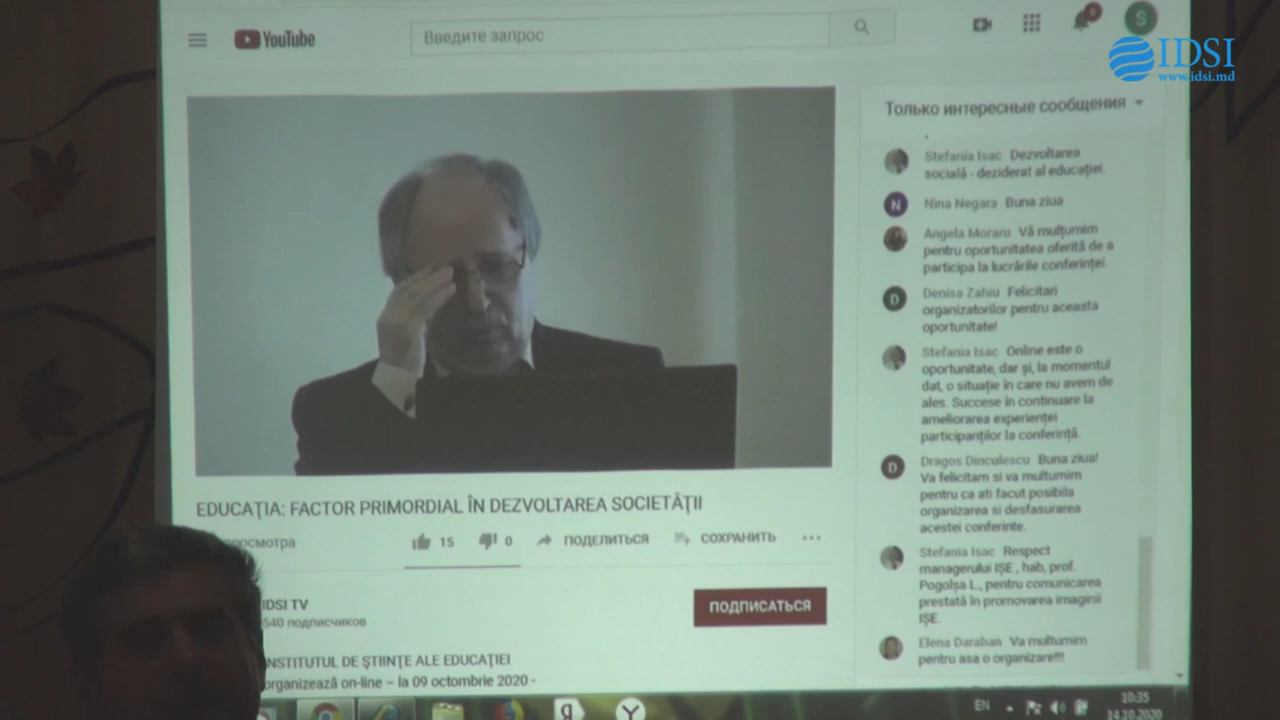 YouTube
Введите запрос
6
S
IDSI
www.idsi.md
Только интересные сообщения
Stefania Isac Dezvoltarea
socială - deziderat al educației.
N
Nina Negara Buna ziua
Angela Moraru Vă mulțumim
pentru oportunitatea oferită de a
participa la lucrările conferinței.
D
Denisa Zahiu Felicitari
organizatorilor pentru aceasta
oportunitate!
Stefania Isac Online este o
oportunitate, dar și, la momentul
dat, o situație în care nu avem de
ales. Succese în continuare la
ameliorarea experienței
participanților la conferință.
D
Dragos Dinculescu Buna ziua!
Va felicitam si va multumim
pentru ca ati facut posibila
organizarea si desfasurarea
acestei conferinte.
Stefania Isac Respect
managerului IȘE , hab, prof.
Pogolșa L., pentru comunicarea
prestată în promovarea imaginii
IȘE.
Elena Daraban Va multumim
pentru asa o organizare!!!
EDUCAŢIA: FACTOR PRIMORDIAL ÎN DEZVOLTAREA SOCIETĂŢII
росмотра
15
0
ПОДЕЛИТЬСЯ
СОХРАНИТЬ
IDSI TV
540 подписчиков
ПОДПИСАТЬСЯ
NSTITUTUL DE ŞTIINŢE ALE EDUCAŢIEI
organizează on-line – la 09 octombrie 2020 -
Я
Y
EN
10:35
14.10.2020